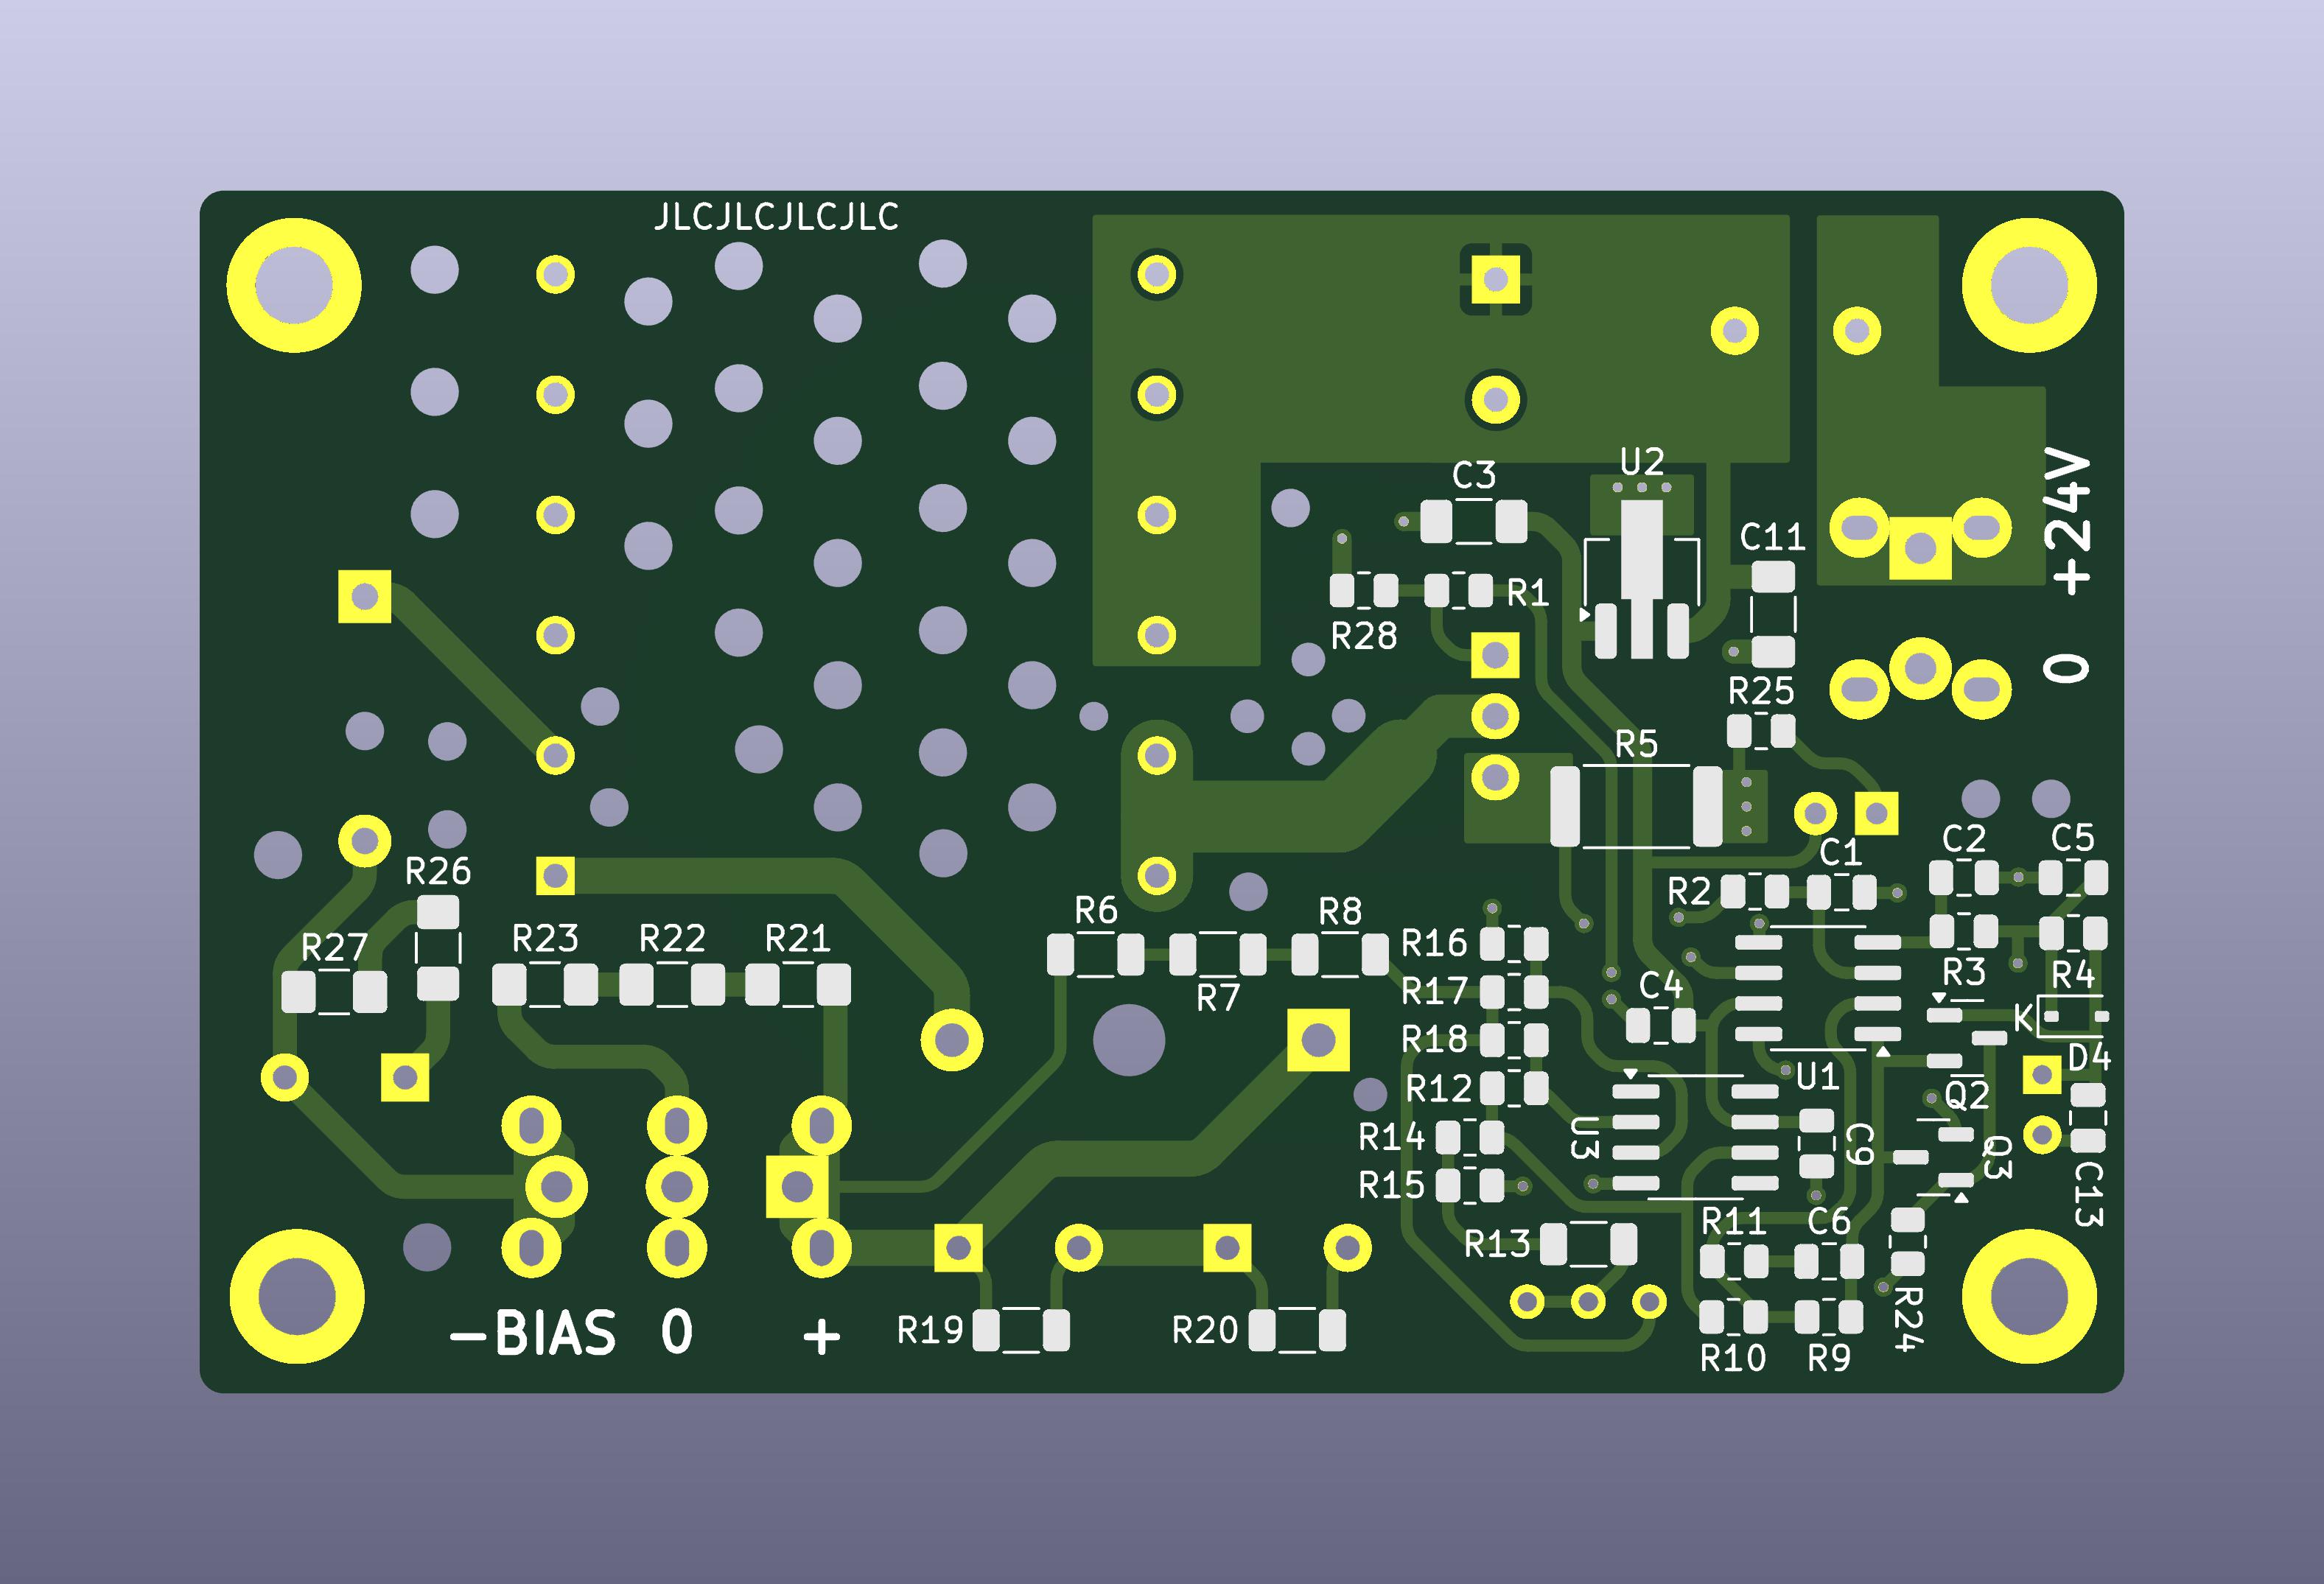 JLCJLCJLCJLC
U2
C3
+24V
C11
R1
R28
0
R25
R5
C2
C5
C1
R26
R2
R6
R8
R27
R23
R22
R21
R16
R3
R4
R17
R7
C4
K
R18
D4
R12
U1
Q2
R14
U3
C9
Q3
R15
C13
R11
C6
R13
-BIAS 0 +
R19
R20
R24
R10
R9